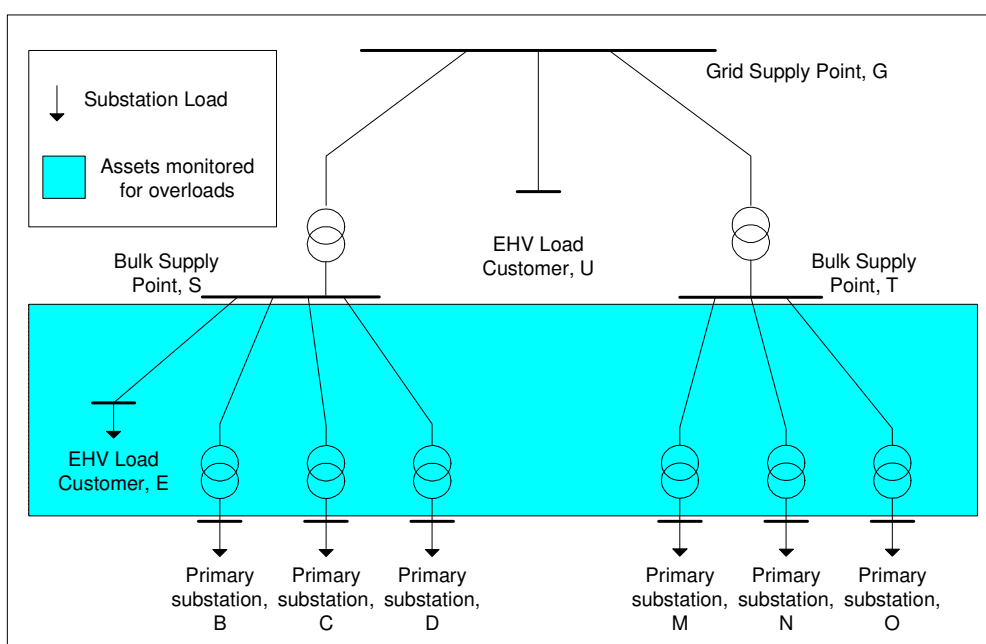 Grid Supply Point, G
Substation Load
Assets monitored
for overloads
EHV Load
Customer, U
Bulk Supply
Point, S
Bulk Supply
Point, T
EHV Load
Customer, E
Primary
substation,
B
Primary
substation,
C
Primary
substation,
D
Primary
substation,
M
Primary
substation,
N
Primary
substation,
O